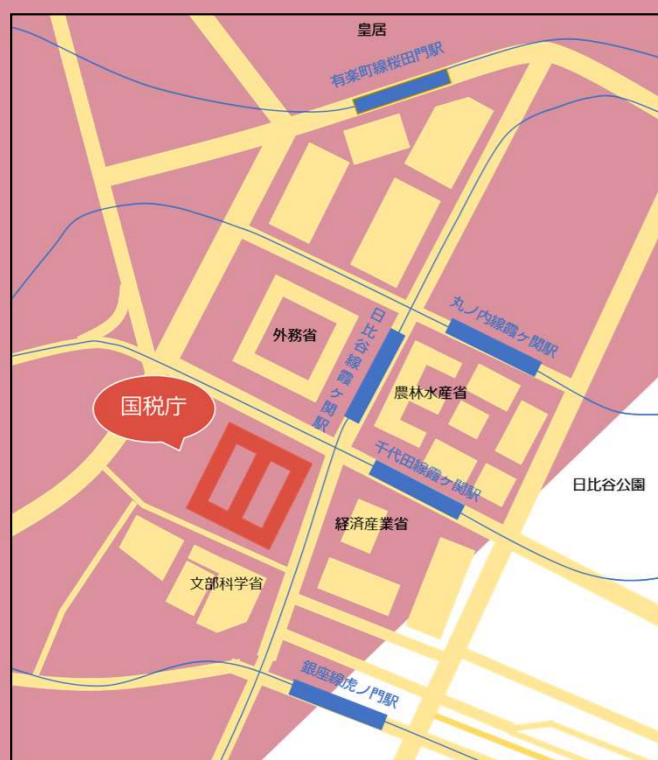 皇居
有楽町線桜田門駅
丸ノ内線霞ヶ関駅
外務省
日比谷線霞ヶ関駅
農林水産省
国税庁
千代田線霞ヶ関駅
日比谷公園
経済産業省
文部科学省
銀座線虎ノ門駅